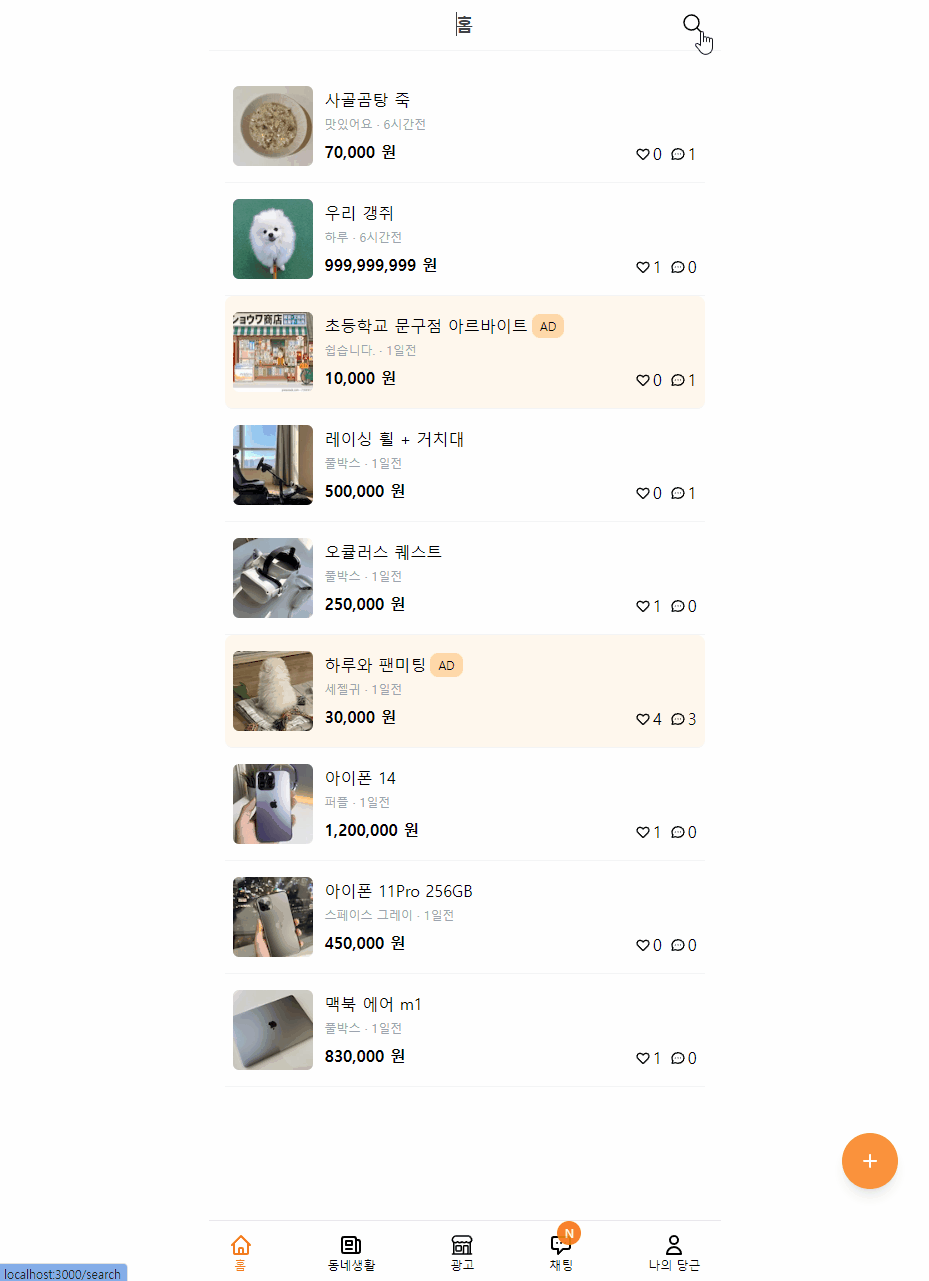 홈
사골곰탕 죽
맛있어요 · 6시간전
70,000 원
0 1
우리 갱쥐
하루 · 6시간전
999,999,999 원
1 0
ショウワ商店
초등학교 문구점 아르바이트 AD
쉽습니다. · 1일전
10,000 원
0 1
레이싱 휠 + 거치대
풀박스 · 1일전
500,000 원
0 1
오큘러스 퀘스트
풀박스 · 1일전
250,000 원
1 0
하루와 팬미팅 AD
세젤귀 · 1일전
30,000 원
4 3
아이폰 14
퍼플 · 1일전
1,200,000 원
1 0
아이폰 11Pro 256GB
스페이스 그레이 · 1일전
450,000 원
0 0
맥북 에어 m1
풀박스 · 1일전
830,000 원
1 0
+
N
홈 동네생활 광고 채팅 나의 당근
localhost:3000/search